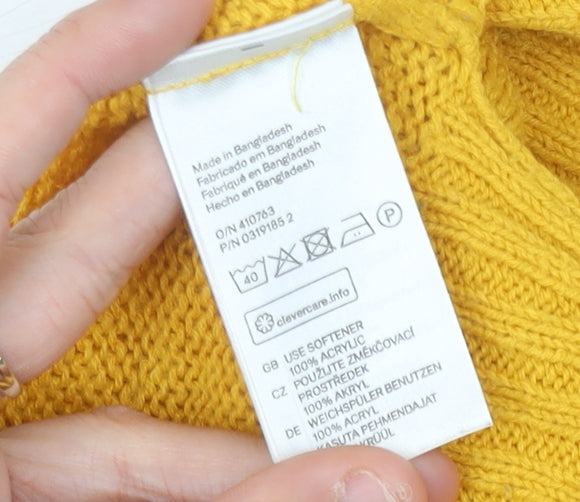 Made in Bangladesh
Fabricado em Bangladesh
Fabriqué en Bangladesh
Hecho en Bangladesh
O/N 410763
P/N 0319185 2
40 P
clevercare.info
GB USE SOFTENER
100% ACRYLIC
CZ POUŽIJTE ZMĚKČOVACÍ
PROSTŘEDEK
100% AKRYL
DE WEICHSPÜLER BENUTZEN
100% ACRYL
KASUTA PEHMENDAJAT